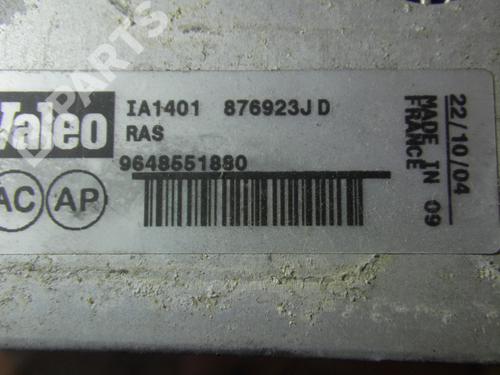 Valeo
IA1401 876923J D
RAS
9648551880
AC AP
22/10/04
MADE IN 09
FRANCE